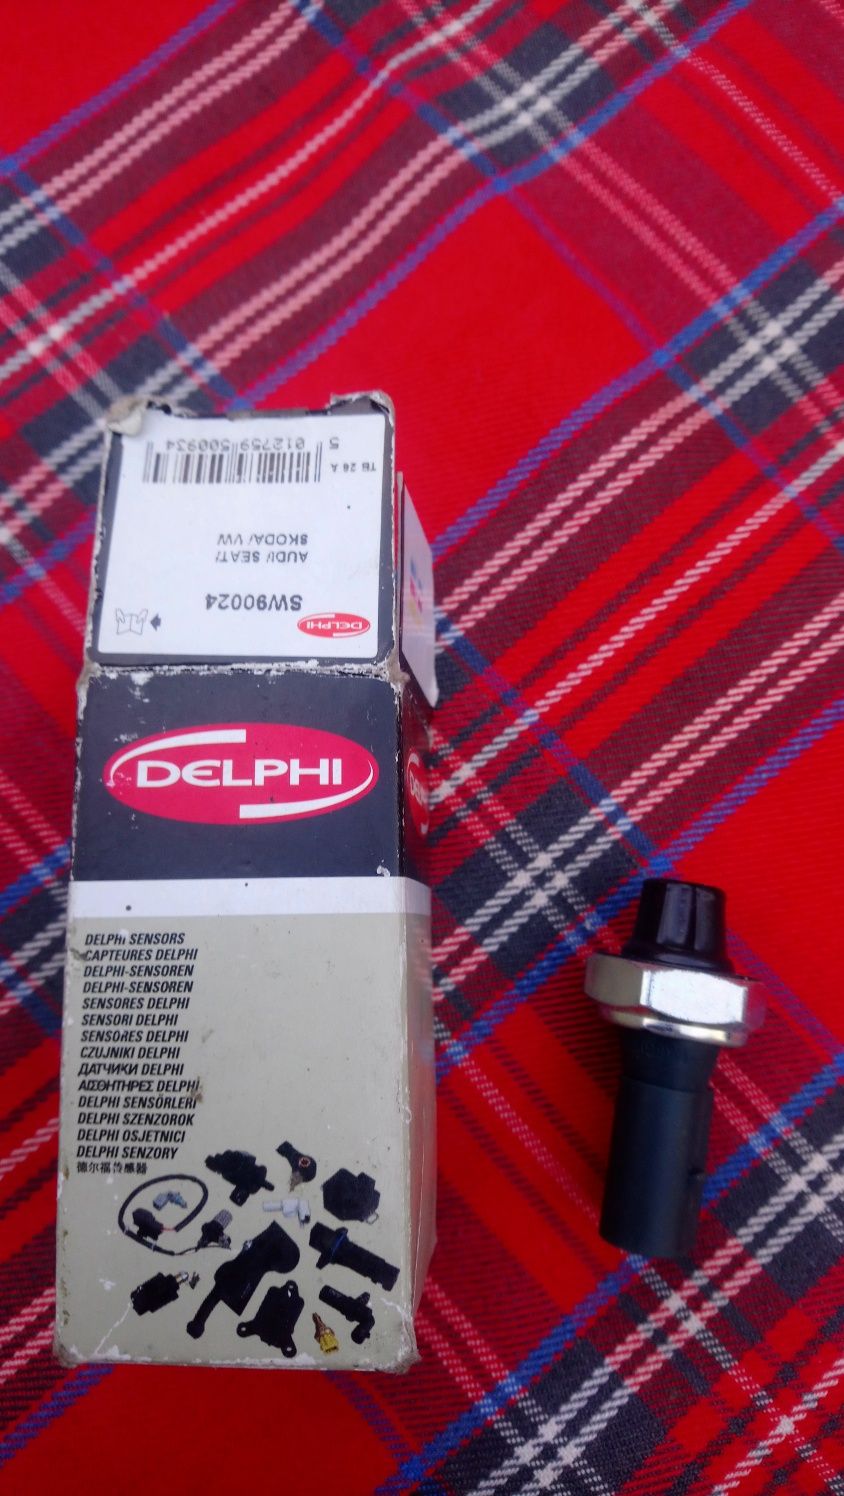 DELPHI
SW90024
AUDI/ SEAT/
SKODA/ VW
TB 26 A
5 012759 500934
DELPHI
DELPHI SENSORS
CAPTEURES DELPHI
DELPHI-SENSOREN
DELPHI-SENSOREN
SENSORES DELPHI
SENSORI DELPHI
SENSORES DELPHI
CZUJNIKI DELPHI
ДАТЧИКИ DELPHI
ΑΙΣΘΗΤΗΡΕΣ DELPHI
DELPHI SENSÖRLERI
DELPHI SZENZOROK
DELPHI OSJETNICI
DELPHI SENZORY
德尔福传感器